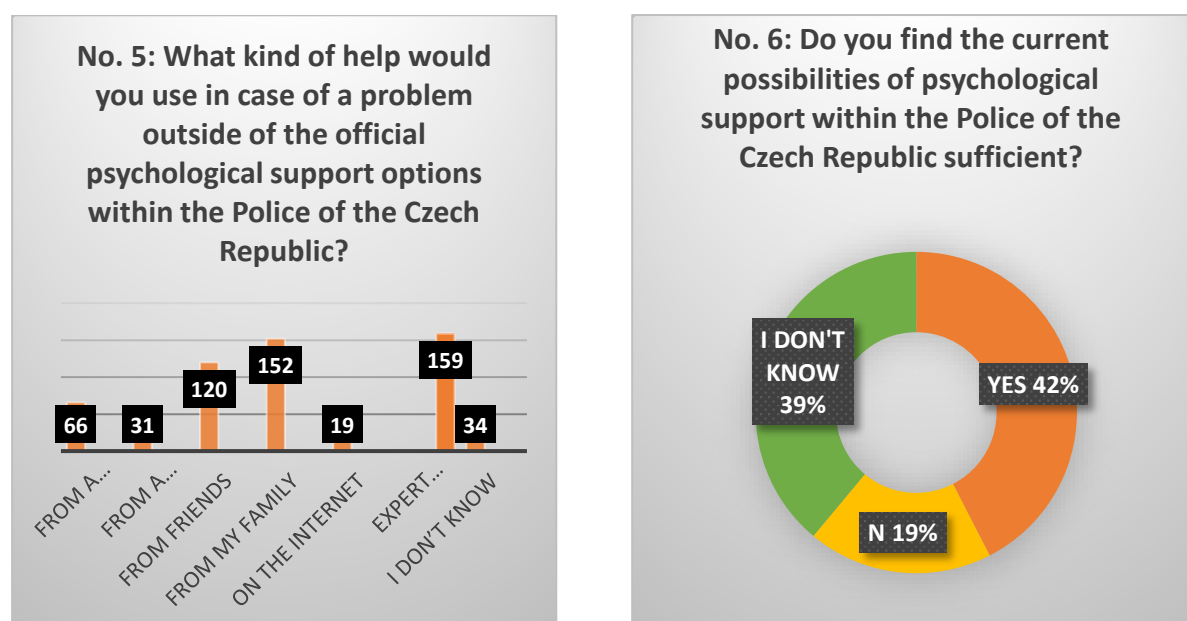 No. 5: What kind of help would
you use in case of a problem
outside of the official
psychological support options
within the Police of the Czech
Republic?
66
31
120
152
19
159
34
FROM A...
FROM A...
FROM FRIENDS
FROM MY FAMILY
ON THE INTERNET
EXPERT...
I DON'T KNOW
No. 6: Do you find the current
possibilities of psychological
support within the Police of the
Czech Republic sufficient?
I DON'T
KNOW
39%
YES 42%
N 19%